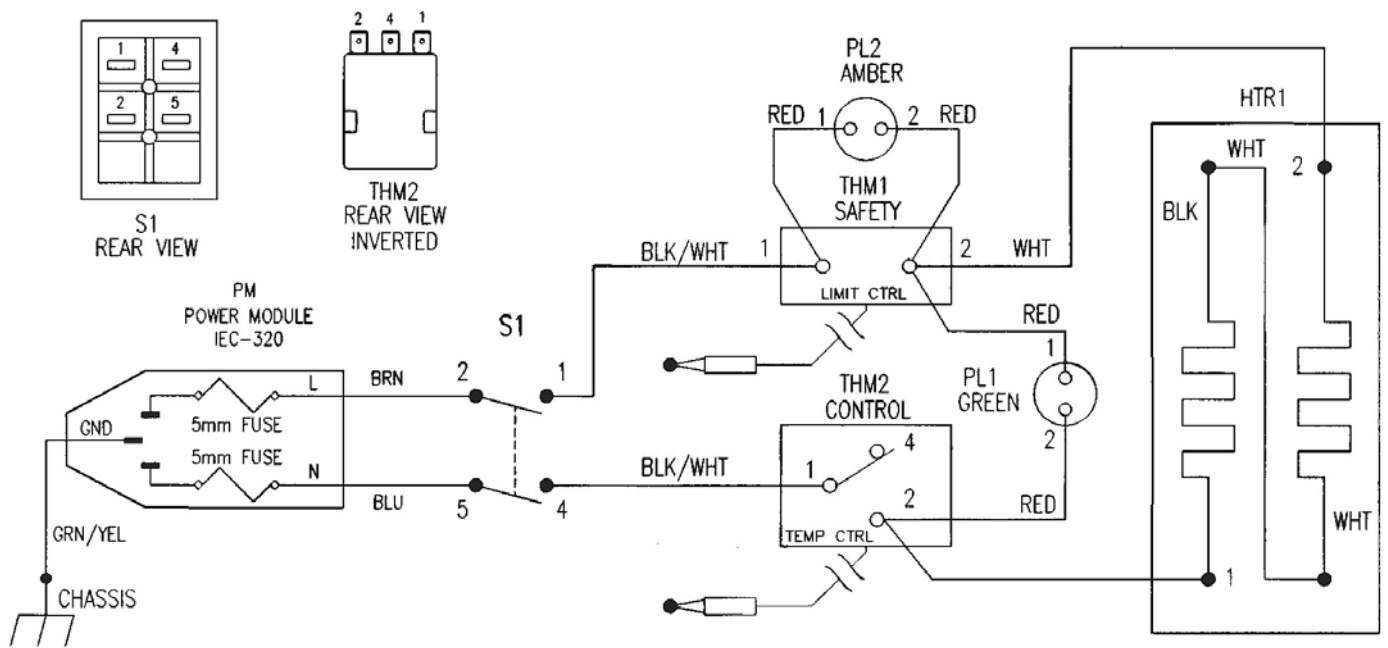 1 4
2 5
S1
REAR VIEW
2 4 1
THM2
REAR VIEW
INVERTED
PL2
AMBER
RED 1 2 RED
THM1
SAFETY
BLK/WHT 1 2 WHT
LIMIT CTRL
HTR1
WHT
2
BLK
WHT
1
PM
POWER MODULE
IEC-320
L BRN
5mm FUSE
GND
5mm FUSE
N BLU
GRN/YEL
CHASSIS
S1
2 1
5 4
BLK/WHT
THM2
CONTROL
4
1
2
TEMP CTRL
RED
1
PL1
GREEN
2
RED